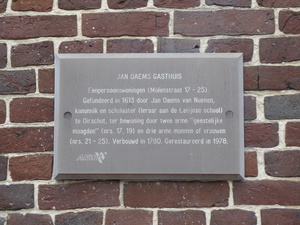 JAN DAEMS GASTHUIS
Eenpersoonswoningen (Molenstraat 17 - 25).
Gefundeerd in 1613 door Jan Daems van Nuenen,
kanunnik en scholaster (leraar aan de Latijnse school)
te Oirschot, ter bewoning door twee arme "geestelijke
maagden" (nrs. 17, 19) en drie arme mannen of vrouwen
(nrs. 21 - 25). Verbouwd in 1780. Gerestaureerd in 1978.